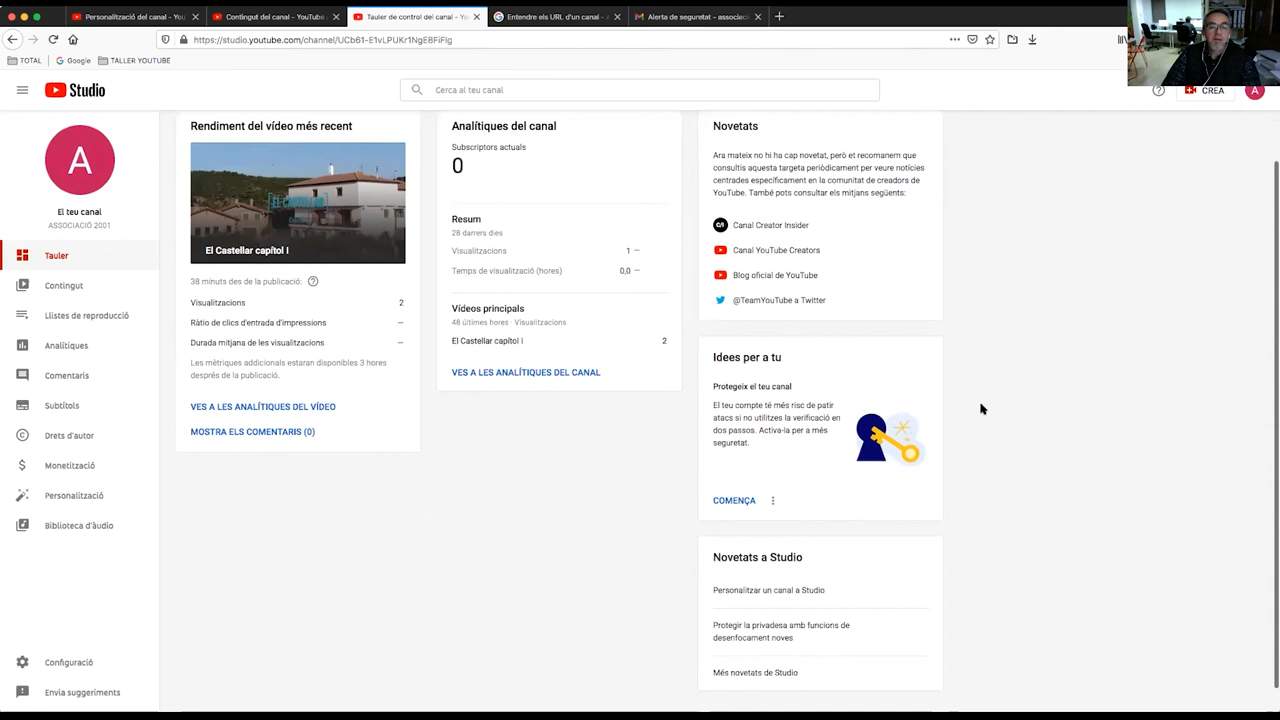 Personalització del canal - You
Contingut del canal - YouTube
Tauler de control del canal - Yo
Entendre els URL d'un canal - A
Alerta de seguretat - associació
https://studio.youtube.com/channel/UCb61-E1vLPUKr1NgE8FiFlg
TOTAL
Google
TALLER YOUTUBE
Studio
Cerca al teu canal
CREA
A
A
El teu canal
ASSOCIACIÓ 2001
Tauler
Contingut
Llistes de reproducció
Analítiques
Comentaris
Subtítols
Drets d'autor
Monetització
Personalització
Biblioteca d'àudio
Configuració
Envia suggeriments
Rendiment del vídeo més recent
El Castellar capítol I
38 minuts des de la publicació:
Visualitzacions 2
Ràtio de clics d'entrada d'impressions —
Durada mitjana de les visualitzacions —
Les mètriques addicionals estaran disponibles 3 hores
després de la publicació.
VES A LES ANALÍTIQUES DEL VÍDEO
MOSTRA ELS COMENTARIS (0)
Analítiques del canal
Subscriptors actuals
0
Resum
28 darrers dies
Visualitzacions 1 —
Temps de visualització (hores) 0,0 —
Vídeos principals
48 últimes hores · Visualitzacions
El Castellar capítol I 2
VES A LES ANALÍTIQUES DEL CANAL
Novetats
Ara mateix no hi ha cap novetat, però et recomanem que
consultis aquesta targeta periòdicament per veure notícies
centrades específicament en la comunitat de creadors de
YouTube. També pots consultar els mitjans següents:
Canal Creator Insider
Canal YouTube Creators
Blog oficial de YouTube
@TeamYouTube a Twitter
Idees per a tu
Protegeix el teu canal
El teu compte té més risc de patir
atacs si no utilitzes la verificació en
dos passos. Activa-la per a més
seguretat.
COMENÇA
Novetats a Studio
Personalitzar un canal a Studio
Protegir la privadesa amb funcions de
desenfocament noves
Més novetats de Studio